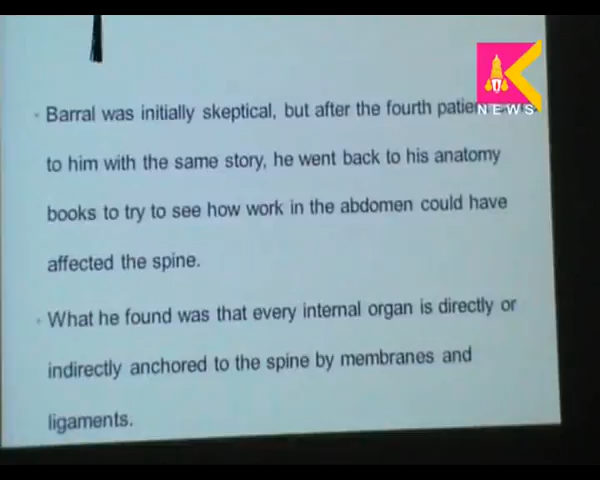 Barral was initially skeptical, but after the fourth
to him with the same story, he went back to his anatomy
books to try to see how work in the abdomen could have
affected the spine.
What he found was that every internal organ is directly or
indirectly anchored to the spine by membranes and
ligaments.
NEWS